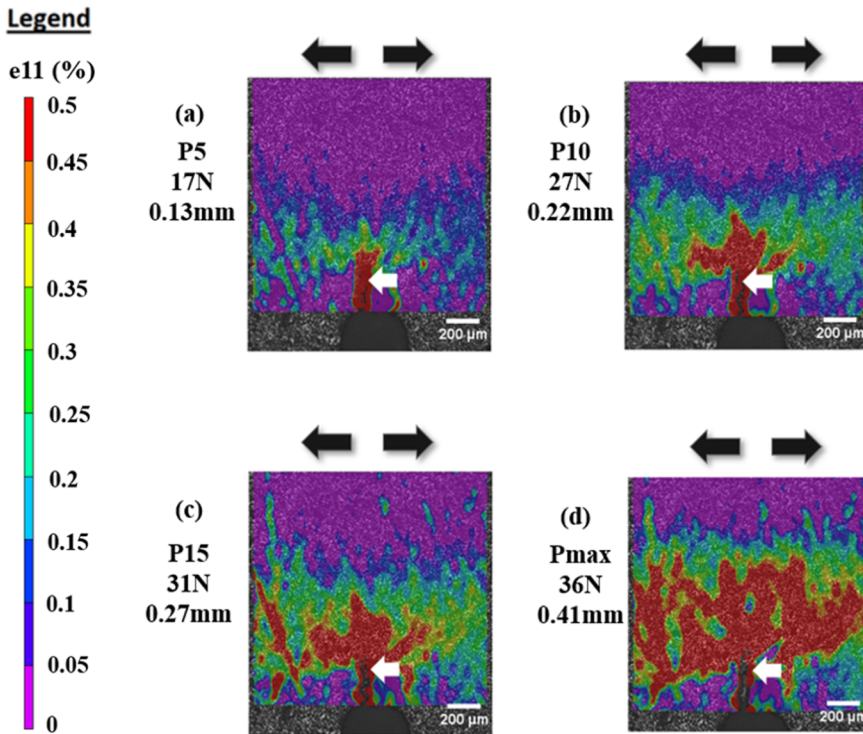 Legend
e11 (%)
0.5
0.45
0.4
0.35
0.3
0.25
0.2
0.15
0.1
0.05
0
(a)
P5
17N
0.13mm
200 µm
(b)
P10
27N
0.22mm
200 µm
(c)
P15
31N
0.27mm
200 µm
(d)
Pmax
36N
0.41mm
200 µm